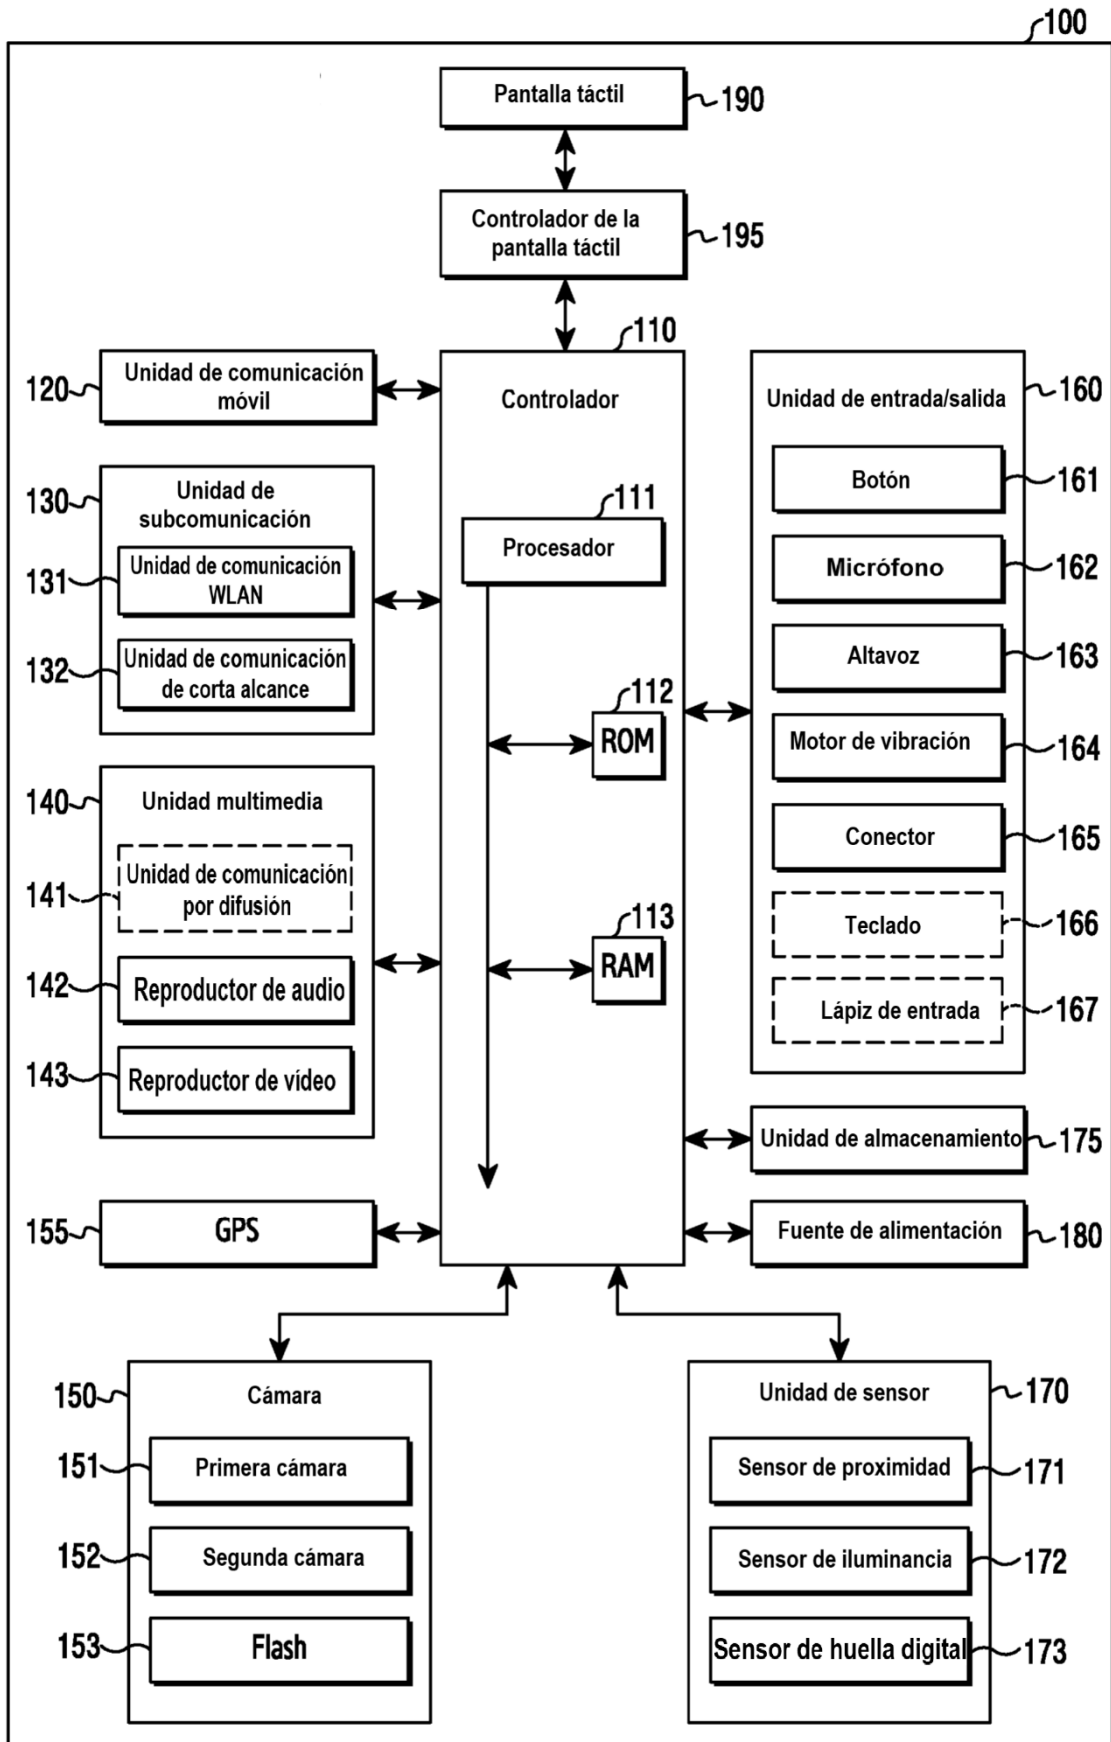 100
Pantalla táctil
190
Controlador de la
pantalla táctil
195
110
Controlador
111
Procesador
112
ROM
113
RAM
120
Unidad de comunicación
móvil
130
Unidad de
subcomunicación
131
Unidad de comunicación
WLAN
132
Unidad de comunicación
de corta alcance
140
Unidad multimedia
141
Unidad de comunicación
por difusión
142
Reproductor de audio
143
Reproductor de vídeo
155
GPS
160
Unidad de entrada/salida
Botón
161
Micrófono
162
Altavoz
163
Motor de vibración
164
Conector
165
Teclado
166
Lápiz de entrada
167
Unidad de almacenamiento
175
Fuente de alimentación
180
150
Cámara
151
Primera cámara
152
Segunda cámara
153
Flash
Unidad de sensor
170
Sensor de proximidad
171
Sensor de iluminancia
172
Sensor de huella digital
173